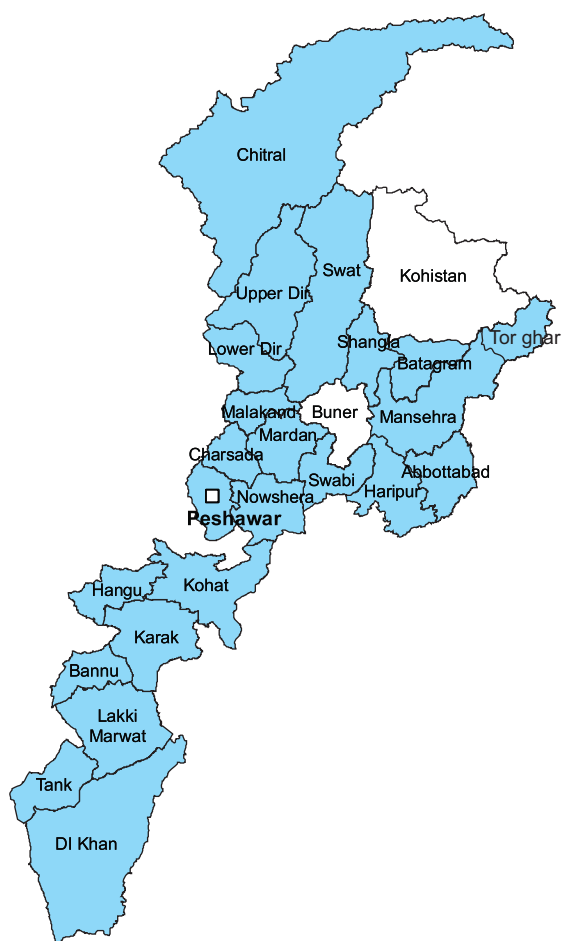 Chitral
Swat
Kohistan
Upper Dir
Tor ghar
Shangla
Lower Dir
Batagram
Malakand
Buner
Mansehra
Mardan
Charsada
Abbottabad
Swabi
Haripur
Nowshera
Peshawar
Kohat
Hangu
Karak
Bannu
Lakki
Marwat
Tank
DI Khan